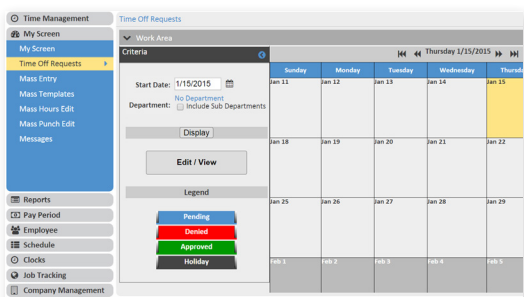 Time Management
My Screen
My Screen
Time Off Requests
Mass Entry
Mass Templates
Mass Hours Edit
Mass Punch Edit
Messages
Reports
Pay Period
Employee
Schedule
Clocks
Job Tracking
Company Management
Time Off Requests
Work Area
Criteria
Start Date: 1/15/2015
Department: No Department
Include Sub Departments
Display
Edit / View
Legend
Pending
Denied
Approved
Holiday
Thursday 1/15/2015
Sunday Monday Tuesday Wednesday Thursd
Jan 11 Jan 12 Jan 13 Jan 14 Jan 15
Jan 18 Jan 19 Jan 20 Jan 21 Jan 22
Jan 25 Jan 26 Jan 27 Jan 28 Jan 29
Feb 1 Feb 2 Feb 3 Feb 4 Feb 5